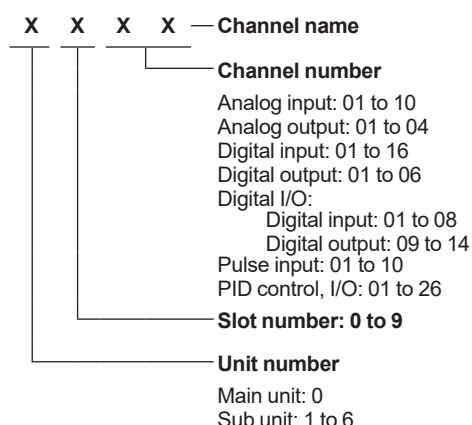 X X X X Channel name
Channel number
Analog input: 01 to 10
Analog output: 01 to 04
Digital input: 01 to 16
Digital output: 01 to 06
Digital I/O:
Digital input: 01 to 08
Digital output: 09 to 14
Pulse input: 01 to 10
PID control, I/O: 01 to 26
Slot number: 0 to 9
Unit number
Main unit: 0
Sub unit: 1 to 6